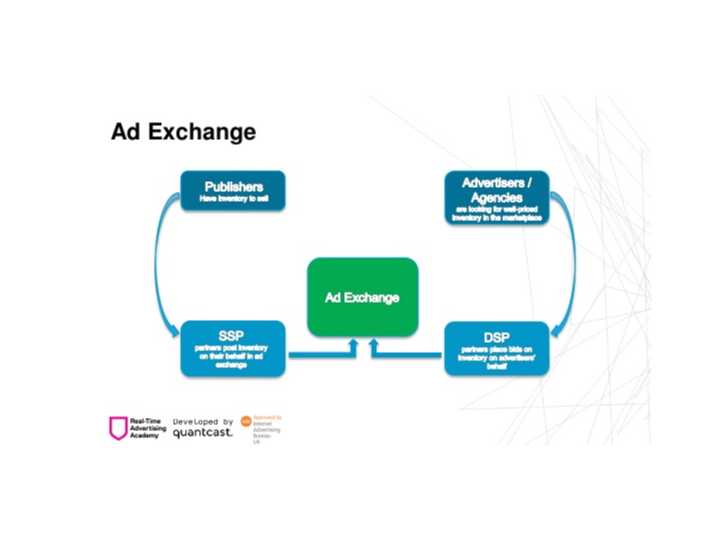 Ad Exchange
Publishers
Have inventory to sell
Advertisers /
Agencies
are looking for well-priced
inventory in the marketplace
Ad Exchange
SSP
partners post inventory
on their behalf in ad
exchange
DSP
partners place bids on
inventory on advertisers'
behalf
Real-Time
Advertising
Academy
Developed by
quantcast.
Approved by
Internet
Advertising
Bureau
UK